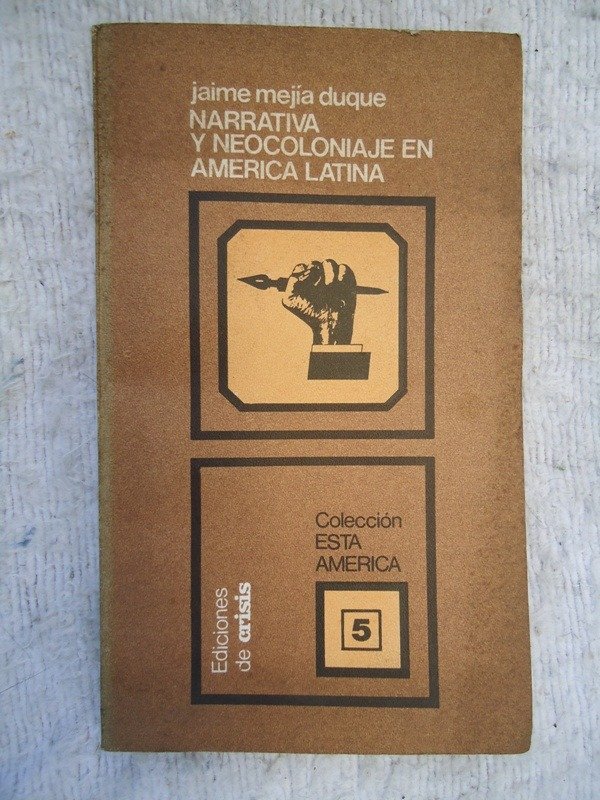 jaime mejía duque
NARRATIVA
Y NEOCOLONIAJE EN
AMERICA LATINA
Colección
ESTA
AMERICA
5
Ediciones
de crisis